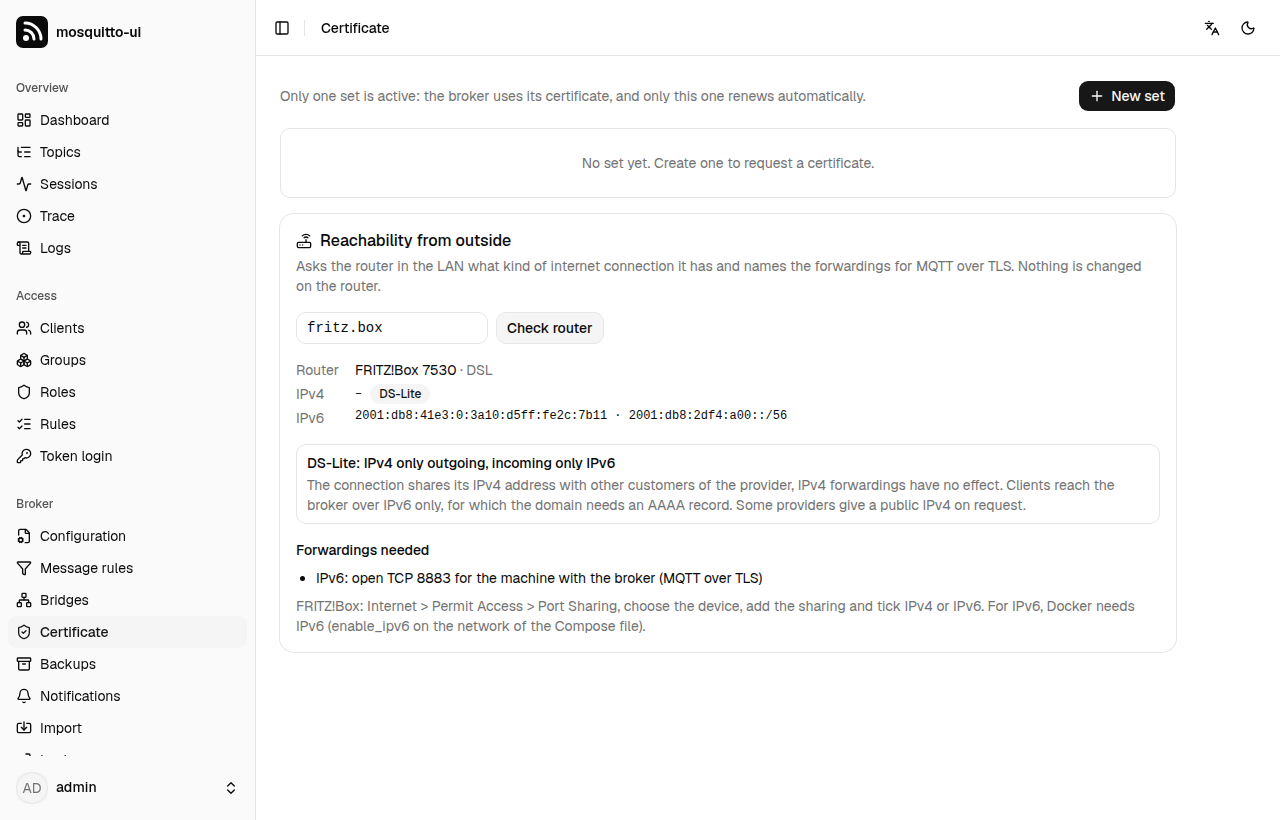 mosquitto-ui
Certificate
Overview
Dashboard
Topics
Sessions
Trace
Logs
Access
Clients
Groups
Roles
Rules
Token login
Broker
Configuration
Message rules
Bridges
Certificate
Backups
Notifications
Import
AD
admin
Only one set is active: the broker uses its certificate, and only this one renews automatically.
New set
No set yet. Create one to request a certificate.
Reachability from outside
Asks the router in the LAN what kind of internet connection it has and names the forwardings for MQTT over TLS. Nothing is changed
on the router.
fritz.box
Check router
Router FRITZ!Box 7530 · DSL
IPv4 – DS-Lite
IPv6 2001:db8:41e3:0:3a10:d5ff:fe2c:7b11 · 2001:db8:2df4:a00::/56
DS-Lite: IPv4 only outgoing, incoming only IPv6
The connection shares its IPv4 address with other customers of the provider, IPv4 forwardings have no effect. Clients reach the
broker over IPv6 only, for which the domain needs an AAAA record. Some providers give a public IPv4 on request.
Forwardings needed
• IPv6: open TCP 8883 for the machine with the broker (MQTT over TLS)
FRITZ!Box: Internet > Permit Access > Port Sharing, choose the device, add the sharing and tick IPv4 or IPv6. For IPv6, Docker needs
IPv6 (enable_ipv6 on the network of the Compose file).